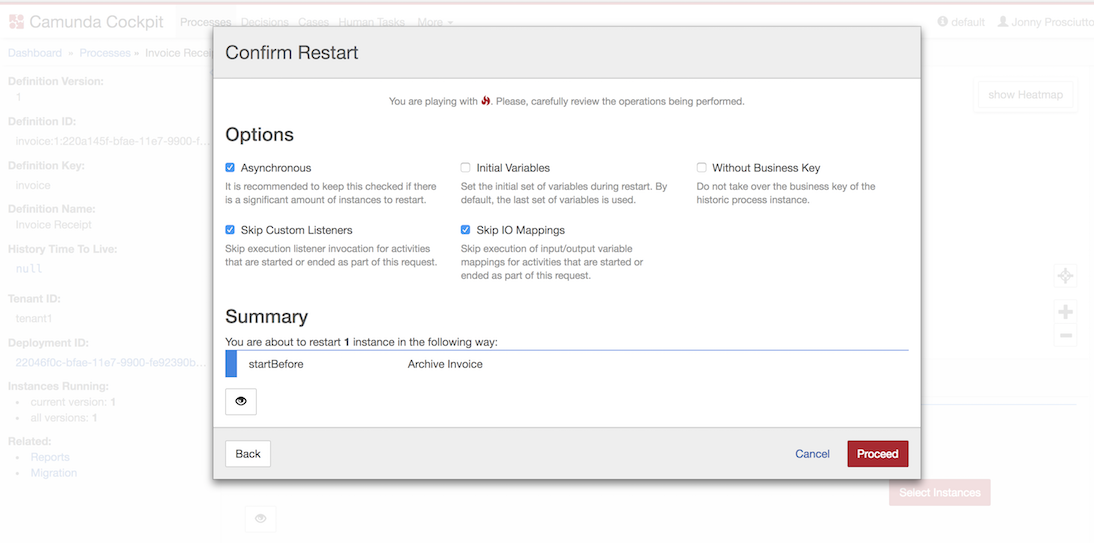 Camunda Cockpit Processes Decisions Cases Human Tasks More default Jonny Prosciutto
Dashboard » Processes » Invoice Recei
Definition Version:
1
Definition ID:
invoice:1:220a145f-bfae-11e7-9900-f...
Definition Key:
invoice
Definition Name:
Invoice Receipt
History Time To Live:
null
Tenant ID:
tenant1
Deployment ID:
22046f0c-bfae-11e7-9900-fe92390b...
Instances Running:
current version: 1
all versions: 1
Related:
Reports
Migration
show Heatmap
Confirm Restart
You are playing with . Please, carefully review the operations being performed.
Options
Asynchronous
It is recommended to keep this checked if there
is a significant amount of instances to restart.
Initial Variables
Set the initial set of variables during restart. By
default, the last set of variables is used.
Without Business Key
Do not take over the business key of the
historic process instance.
Skip Custom Listeners
Skip execution listener invocation for activities
that are started or ended as part of this request.
Skip IO Mappings
Skip execution of input/output variable
mappings for activities that are started or
ended as part of this request.
Summary
You are about to restart 1 instance in the following way:
startBefore Archive Invoice
Back Cancel Proceed
Select Instances